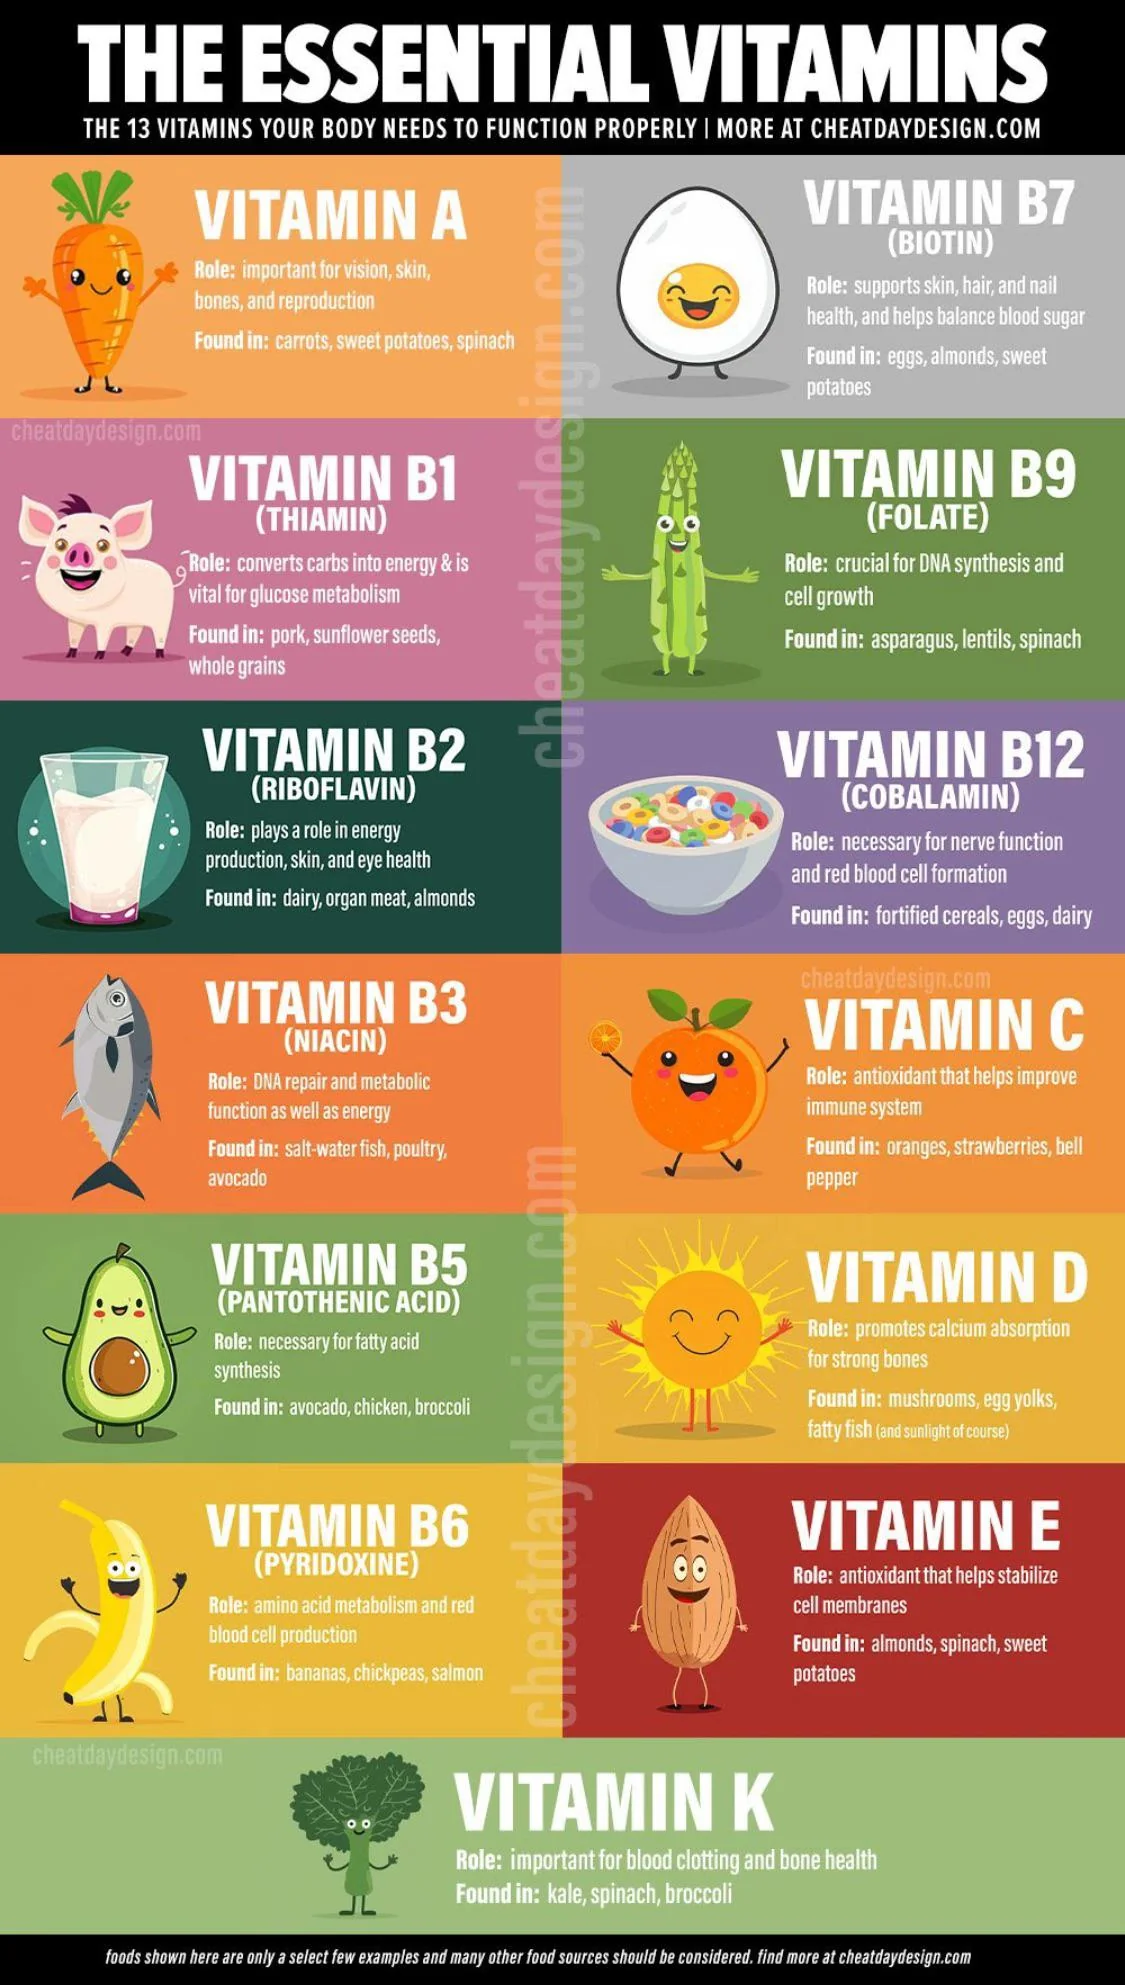 THE ESSENTIAL VITAMINS
THE 13 VITAMINS YOUR BODY NEEDS TO FUNCTION PROPERLY | MORE AT CHEATDAYDESIGN.COM
VITAMIN A
Role: important for vision, skin,
bones, and reproduction
Found in: carrots, sweet potatoes, spinach
VITAMIN B7
(BIOTIN)
Role: supports skin, hair, and nail
health, and helps balance blood sugar
Found in: eggs, almonds, sweet
potatoes
cheatdaydesign.com
cheatdaydesign.com
VITAMIN B1
(THIAMIN)
Role: converts carbs into energy & is
vital for glucose metabolism
Found in: pork, sunflower seeds,
whole grains
VITAMIN B9
(FOLATE)
Role: crucial for DNA synthesis and
cell growth
Found in: asparagus, lentils, spinach
VITAMIN B2
(RIBOFLAVIN)
Role: plays a role in energy
production, skin, and eye health
Found in: dairy, organ meat, almonds
VITAMIN B12
(COBALAMIN)
Role: necessary for nerve function
and red blood cell formation
Found in: fortified cereals, eggs, dairy
VITAMIN B3
(NIACIN)
Role: DNA repair and metabolic
function as well as energy
Found in: salt-water fish, poultry,
avocado
cheatdaydesign.com
VITAMIN C
Role: antioxidant that helps improve
immune system
Found in: oranges, strawberries, bell
pepper
cheatdaydesign.com
VITAMIN B5
(PANTOTHENIC ACID)
Role: necessary for fatty acid
synthesis
Found in: avocado, chicken, broccoli
VITAMIN D
Role: promotes calcium absorption
for strong bones
Found in: mushrooms, egg yolks,
fatty fish (and sunlight of course)
VITAMIN B6
(PYRIDOXINE)
Role: amino acid metabolism and red
blood cell production
Found in: bananas, chickpeas, salmon
VITAMIN E
Role: antioxidant that helps stabilize
cell membranes
Found in: almonds, spinach, sweet
potatoes
cheatdaydesign.com
VITAMIN K
Role: important for blood clotting and bone health
Found in: kale, spinach, broccoli
foods shown here are only a select few examples and many other food sources should be considered. find more at cheatdaydesign.com